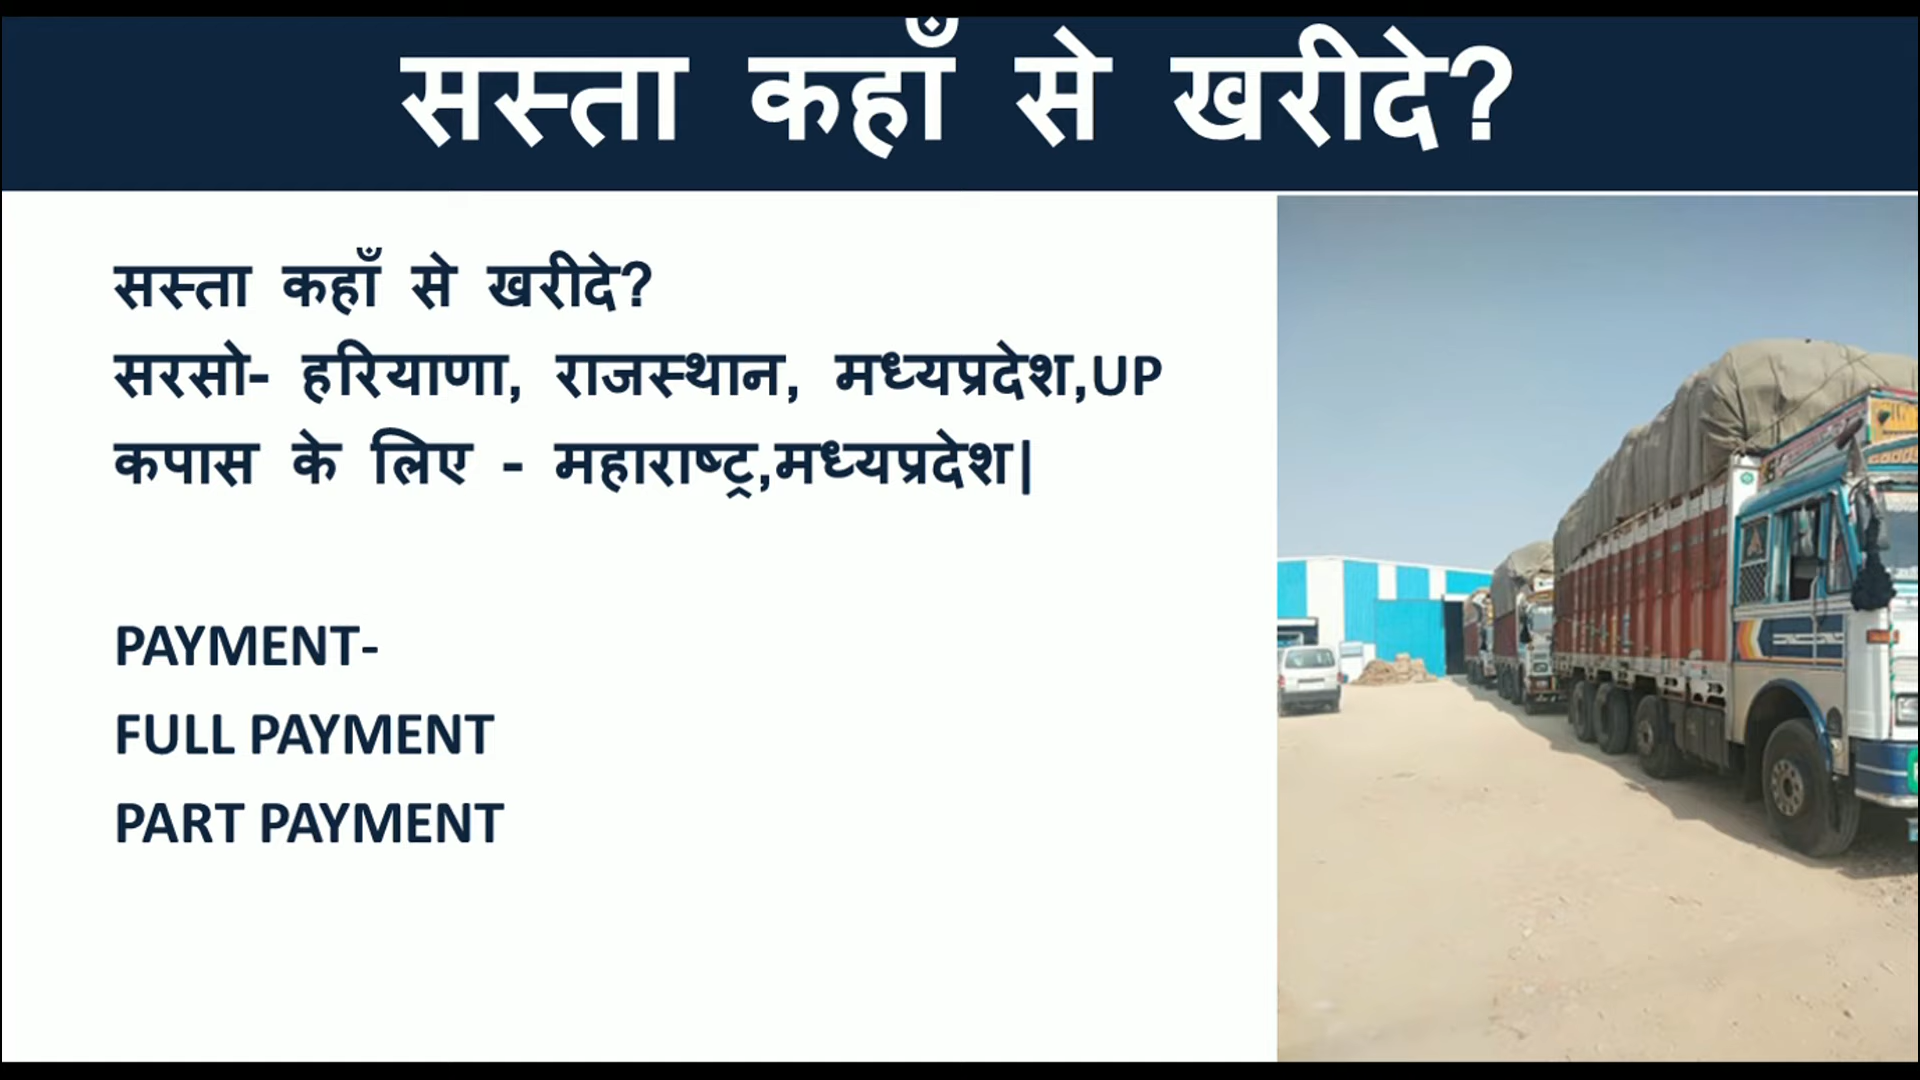 सस्ता कहाँ से खरीदे?
सस्ता कहाँ से खरीदे?
सरसो- हरियाणा, राजस्थान, मध्यप्रदेश,UP
कपास के लिए - महाराष्ट्र,मध्यप्रदेश|
PAYMENT-
FULL PAYMENT
PART PAYMENT